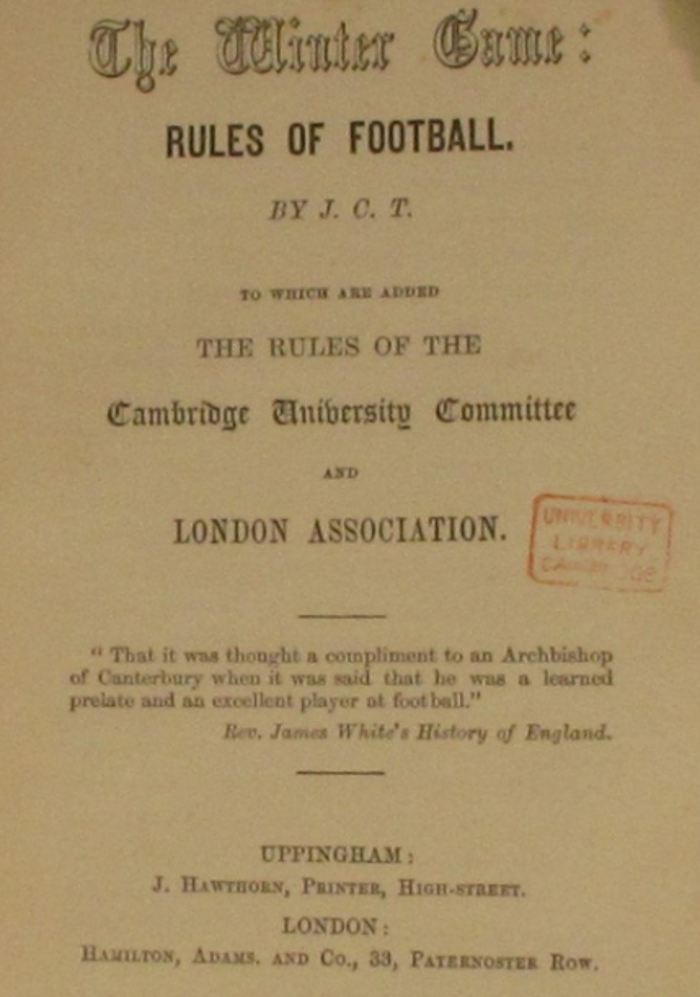 The Winter Game:
RULES OF FOOTBALL.
BY J. C. T.
TO WHICH ARE ADDED
THE RULES OF THE
Cambridge University Committee
AND
LONDON ASSOCIATION.
UNIVERSITY
LIBRARY
CAMBRIDGE
" That it was thought a compliment to an Archbishop
of Canterbury when it was said that he was a learned
prelate and an excellent player at football."
Rev. James White's History of England.
UPPINGHAM:
J. HAWTHORN, PRINTER, HIGH-STREET.
LONDON:
HAMILTON, ADAMS. AND CO., 33, PATERNOSTER ROW.